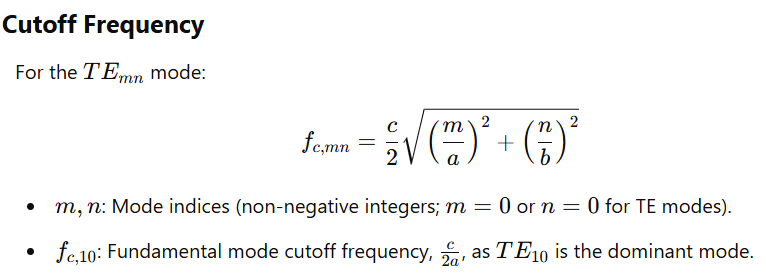 Cutoff Frequency
For the $TE_{mn}$ mode:
$f_{c,mn} = \frac{c}{2}\sqrt{\left(\frac{m}{a}\right)^2 + \left(\frac{n}{b}\right)^2}$
• $m, n$: Mode indices (non-negative integers; $m = 0$ or $n = 0$ for TE modes).
• $f_{c,10}$: Fundamental mode cutoff frequency, $\frac{c}{2a}$, as $TE_{10}$ is the dominant mode.